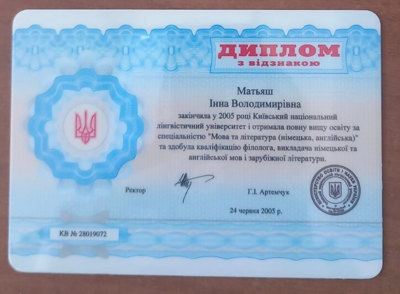 ДИПЛОМ
З ВІДЗНАКОЮ
Матьяш
Інна Володимирівна
закінчила у 2005 році Київський національний
лінгвістичний університет і отримала повну вищу освіту за
спеціальністю "Мова та література (німецька, англійська)"
та здобула кваліфікацію філолога, викладача німецької та
англійської мов і зарубіжної літератури.
Ректор Г.І. Артемчук
24 червня 2005 р.
КВ № 28019072